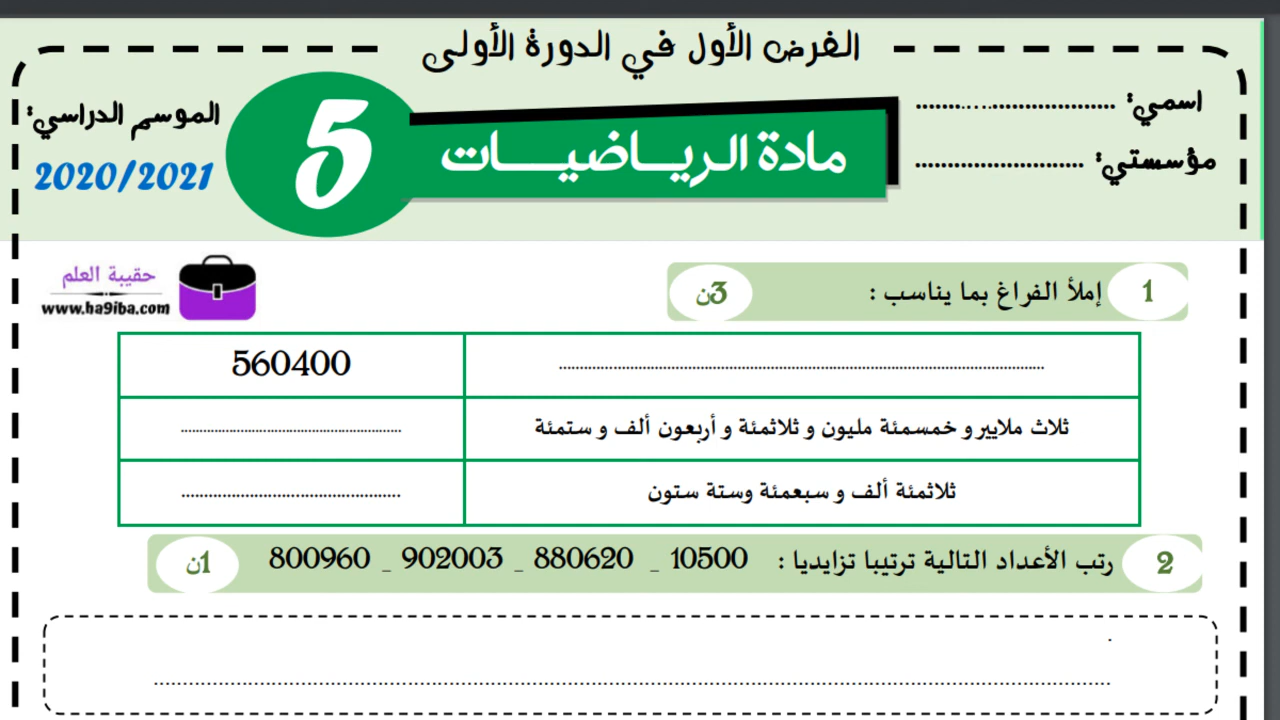 الفرض الأول في الدورة الأولى
اسمي: ........................................
مؤسستي: ..........................
مادة الرياضيات
5
الموسم الدراسي:
2020/2021
حقيبة العلم
www.ha9iba.com
1 إملأ الفراغ بما يناسب : 3ن
........................................ 560400
ثلاث ملايير و خمسمئة مليون و ثلاثمئة و أربعون ألف و ستمئة ........................................
ثلاثمئة ألف و سبعمئة وستة ستون ........................................
2 رتب الأعداد التالية ترتيبا تزايديا : 10500 _ 880620 _ 902003 _ 800960 1ن